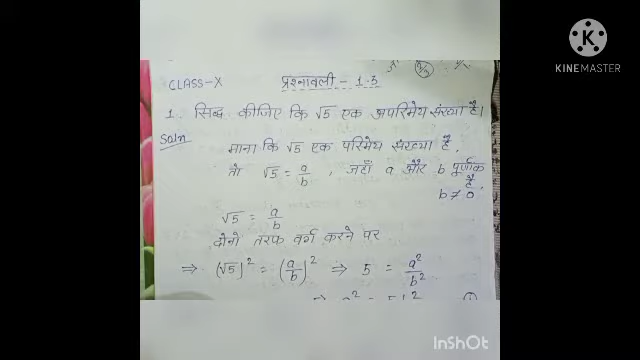 KINEMASTER
CLASS-X प्रश्नावली - 1.3
1. सिद्ध कीजिए कि √5 एक अपरिमेय संख्या है।
Soln माना कि √5 एक परिमेय संख्या है,
तो √5 = a/b , जहाँ a और b पूर्णांक है,
b ≠ 0
√5 = a/b
दोनो तरफ वर्ग करने पर
⇒ (√5)² = (a/b)² ⇒ 5 = a²/b²
InShOt